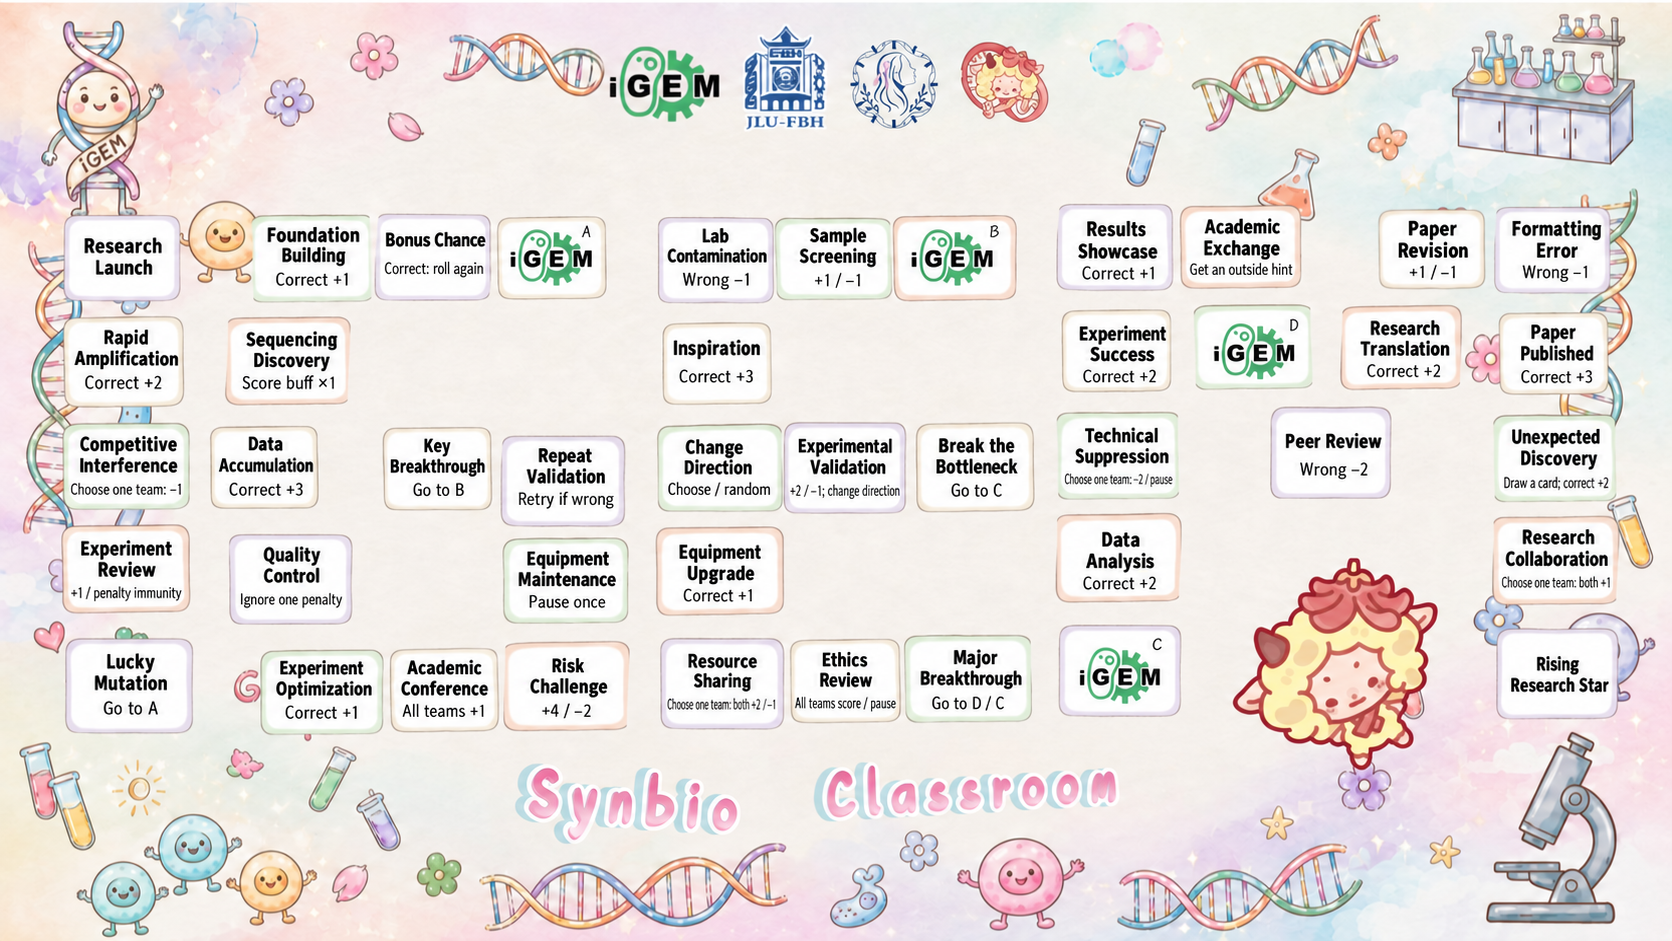 iGEM
iGEM
JLU-FBH
Research
Launch
Foundation
Building
Correct +1
Bonus Chance
Correct: roll again
A
iGEM
Lab
Contamination
Wrong −1
Sample
Screening
+1 / −1
B
iGEM
Results
Showcase
Correct +1
Academic
Exchange
Get an outside hint
Paper
Revision
+1 / −1
Formatting
Error
Wrong −1
Rapid
Amplification
Correct +2
Sequencing
Discovery
Score buff ×1
Inspiration
Correct +3
Experiment
Success
Correct +2
D
iGEM
Research
Translation
Correct +2
Paper
Published
Correct +3
Competitive
Interference
Choose one team: −1
Data
Accumulation
Correct +3
Key
Breakthrough
Go to B
Repeat
Validation
Retry if wrong
Change
Direction
Choose / random
Experimental
Validation
+2 / −1; change direction
Break the
Bottleneck
Go to C
Technical
Suppression
Choose one team: −2 / pause
Peer Review
Wrong −2
Unexpected
Discovery
Draw a card; correct +2
Experiment
Review
+1 / penalty immunity
Quality
Control
Ignore one penalty
Equipment
Maintenance
Pause once
Equipment
Upgrade
Correct +1
Data
Analysis
Correct +2
Research
Collaboration
Choose one team: both +1
Lucky
Mutation
Go to A
Experiment
Optimization
Correct +1
Academic
Conference
All teams +1
Risk
Challenge
+4 / −2
Resource
Sharing
Choose one team: both +2 / −1
Ethics
Review
All teams score / pause
Major
Breakthrough
Go to D / C
C
iGEM
Rising
Research Star
Synbio Classroom